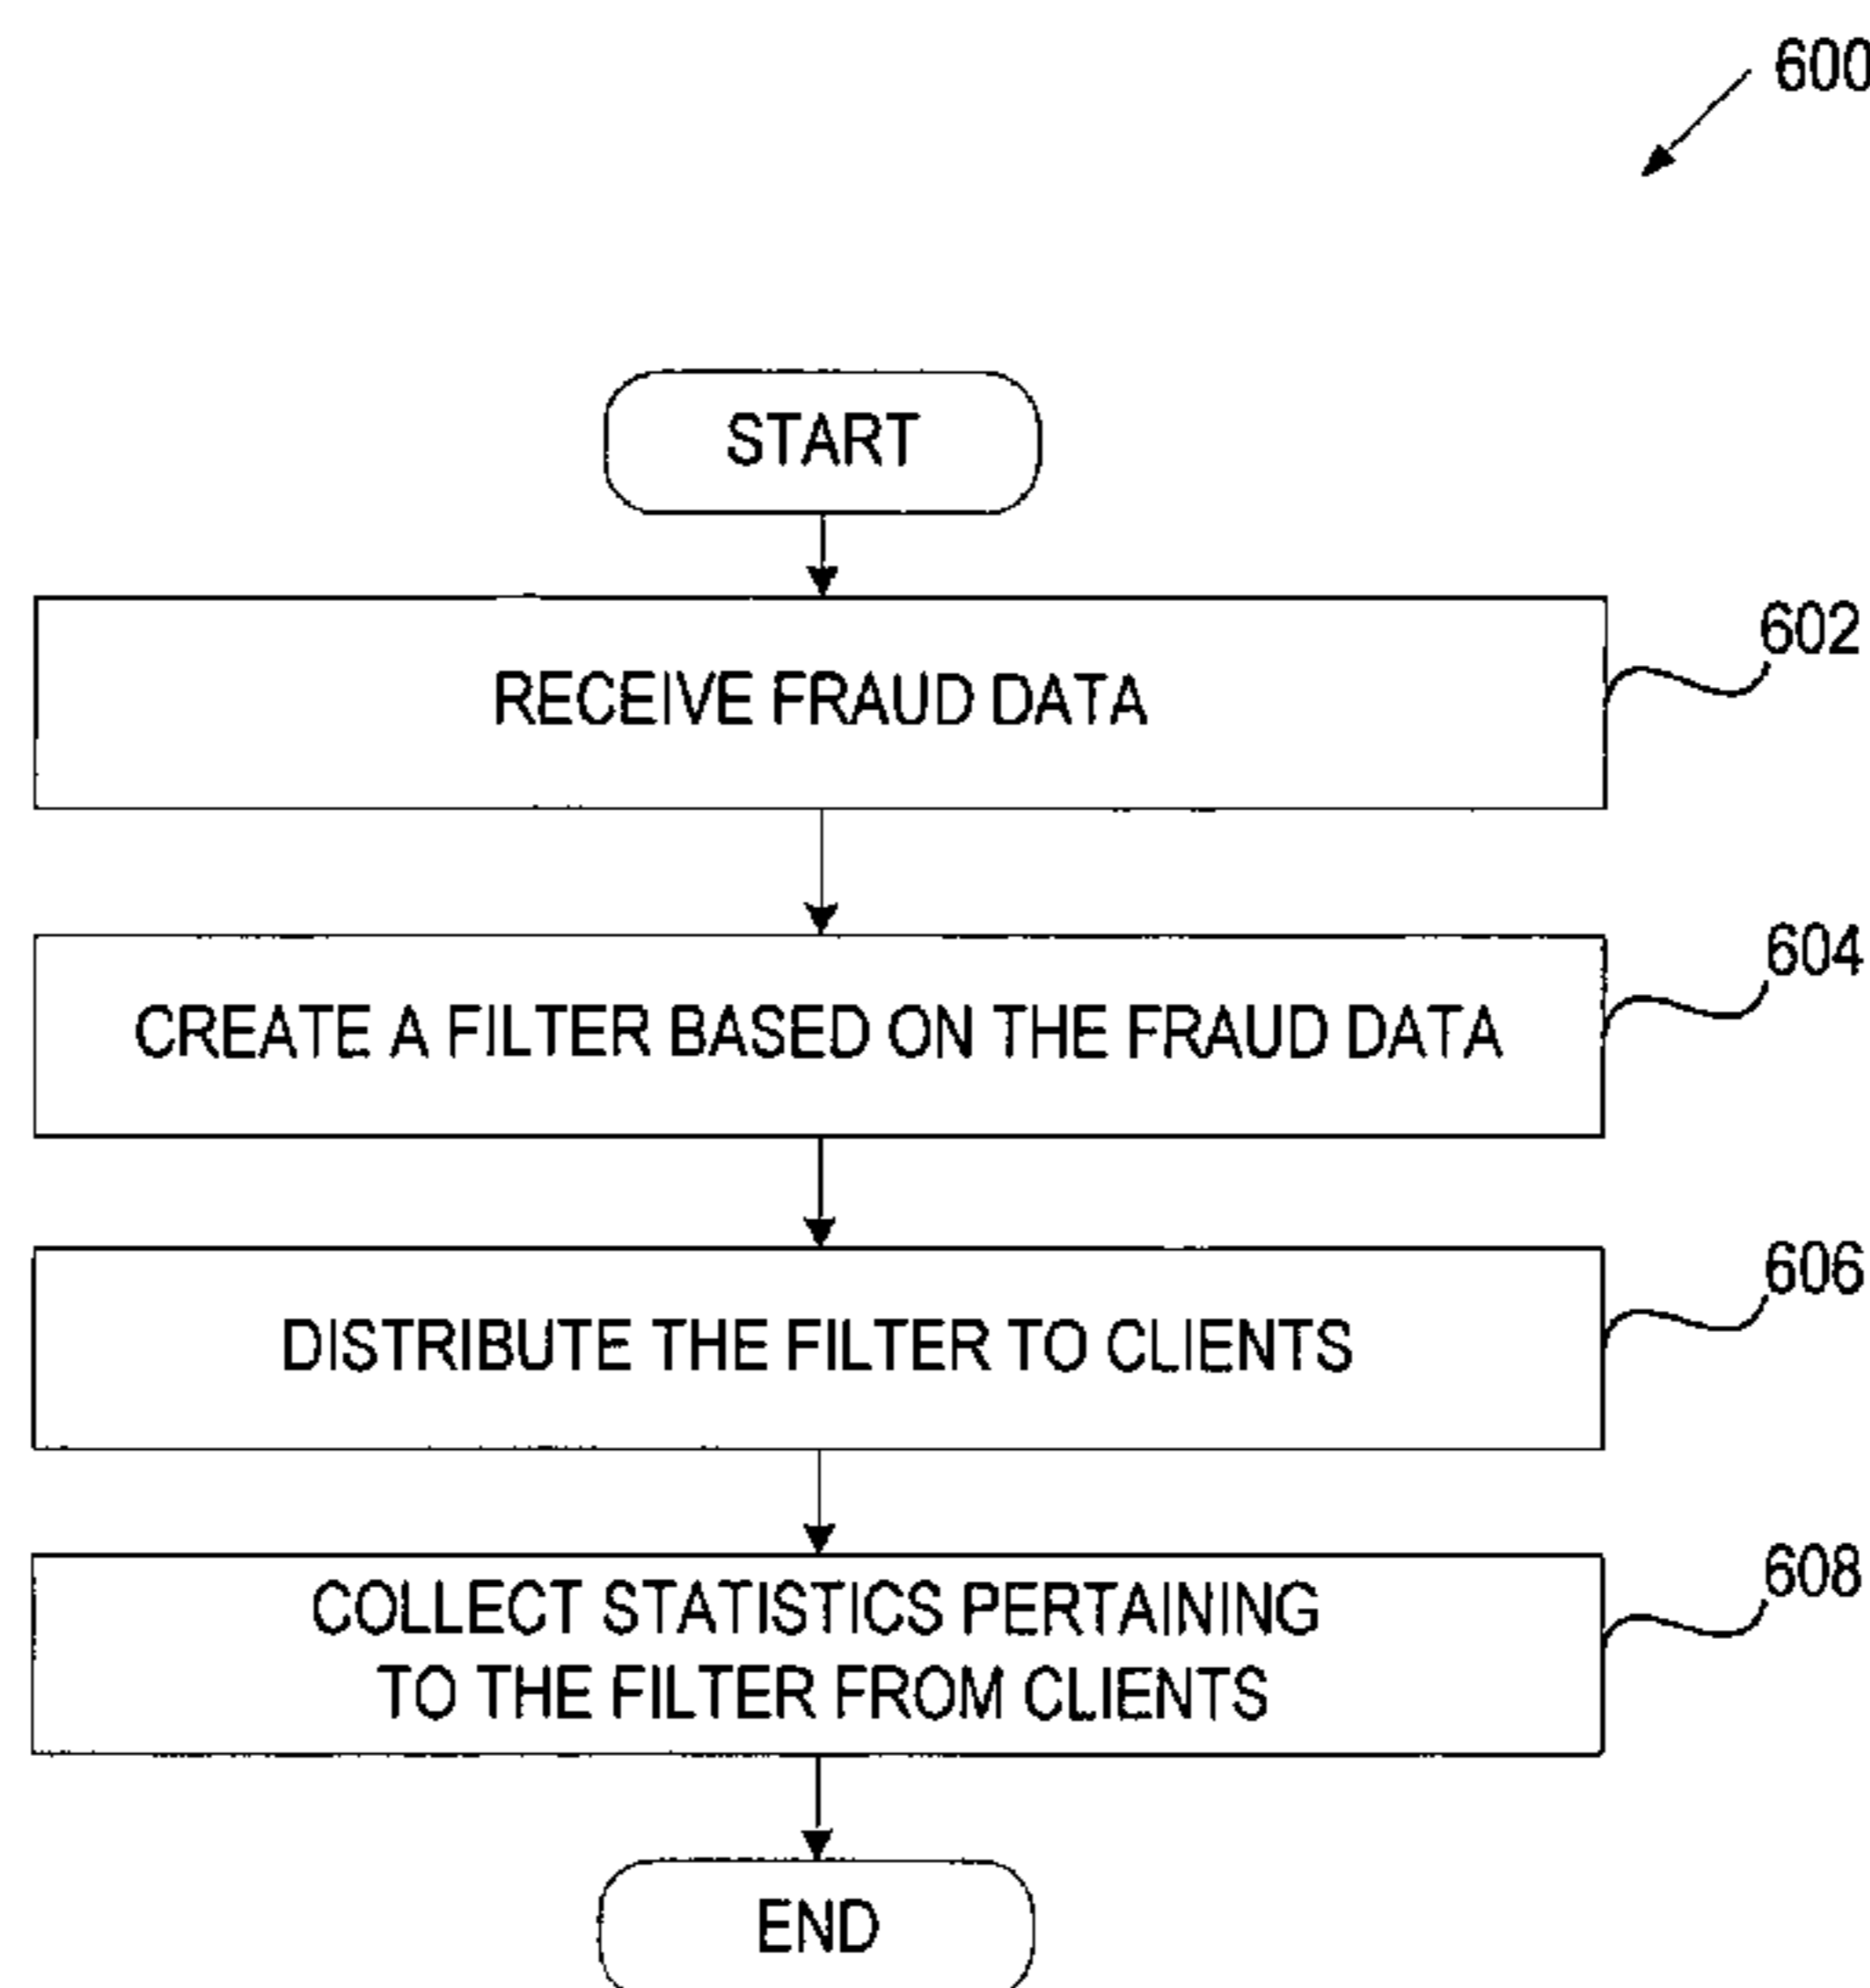 600
START
RECEIVE FRAUD DATA
602
CREATE A FILTER BASED ON THE FRAUD DATA
604
DISTRIBUTE THE FILTER TO CLIENTS
606
COLLECT STATISTICS PERTAINING
TO THE FILTER FROM CLIENTS
608
END